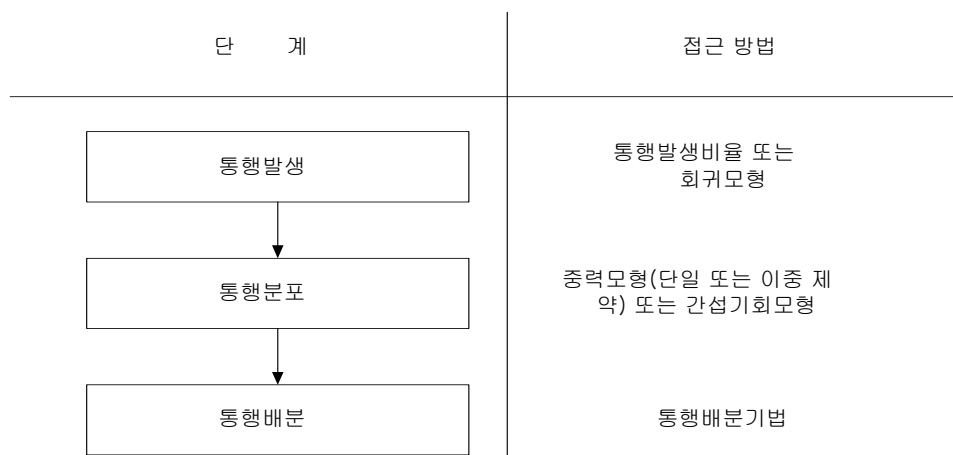 단 계
접근 방법
통행발생
통행발생비율 또는
회귀모형
통행분포
중력모형(단일 또는 이중 제
약) 또는 간섭기회모형
통행배분
통행배분기법